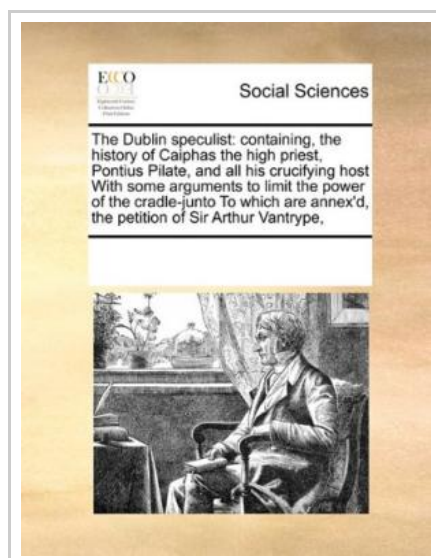 ECCO
Social Sciences
The Dublin speculist: containing, the
history of Caiphas the high priest,
Pontius Pilate, and all his crucifying host
With some arguments to limit the power
of the cradle-junto To which are annex'd,
the petition of Sir Arthur Vantrype,